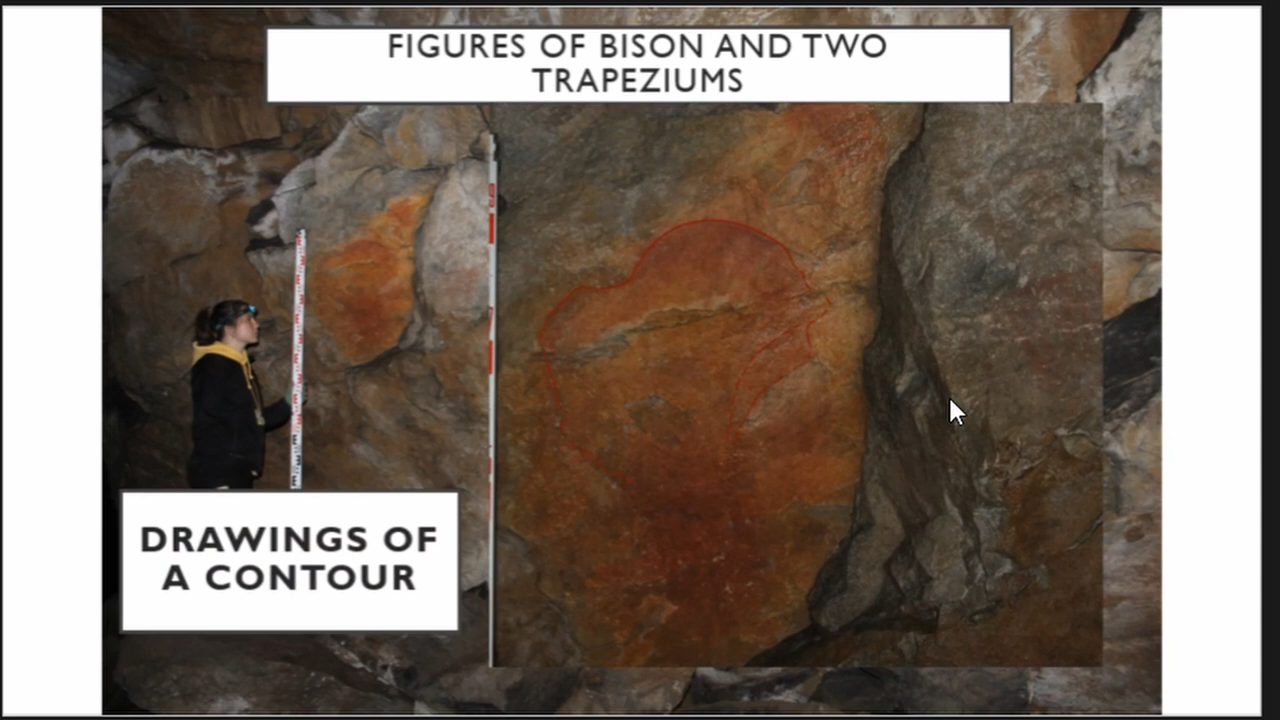 FIGURES OF BISON AND TWO
TRAPEZIUMS
DRAWINGS OF
A CONTOUR